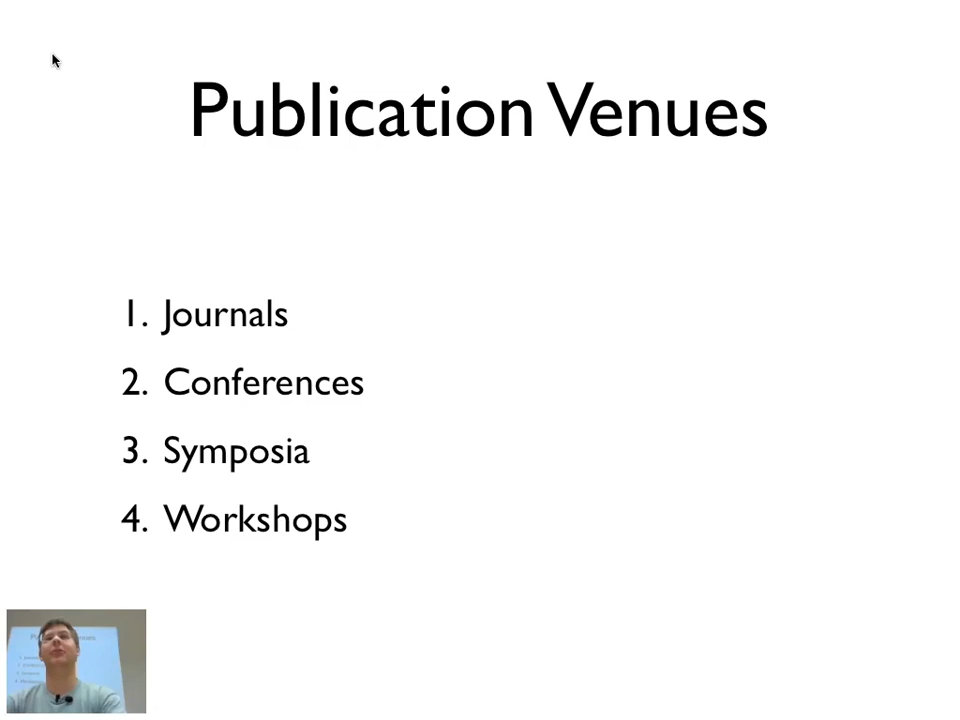 Publication Venues
1. Journals
2. Conferences
3. Symposia
4. Workshops